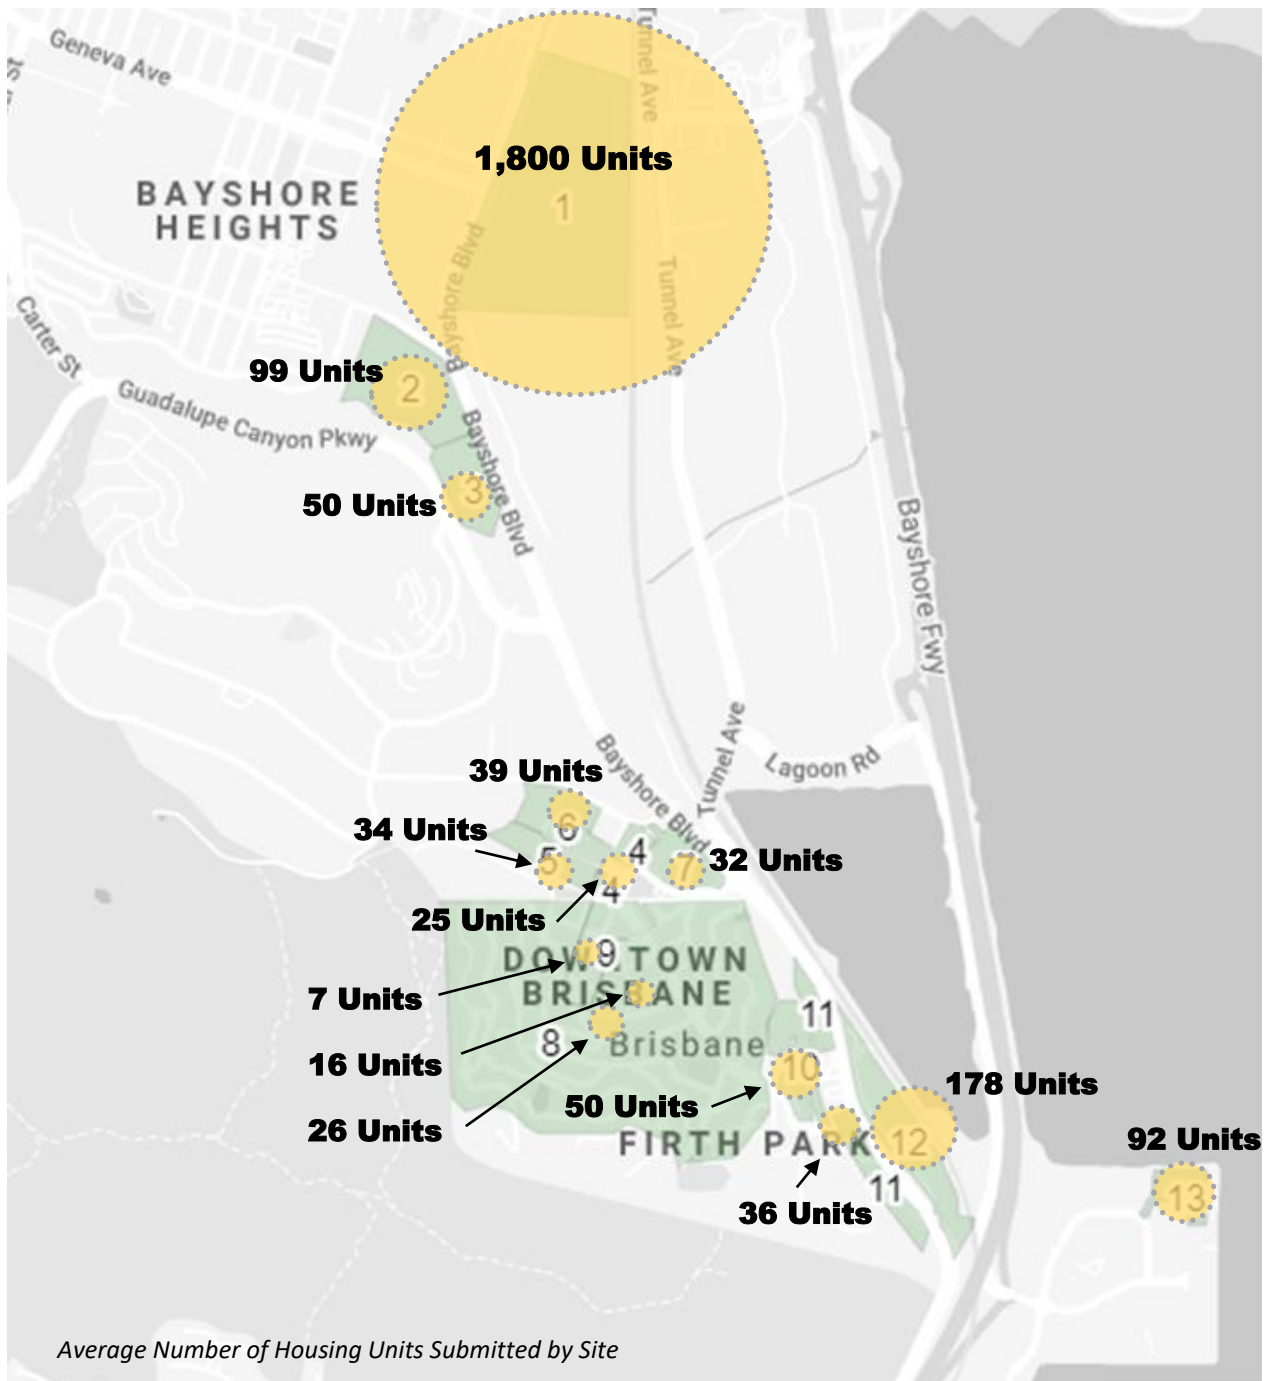 Geneva Ave
Tunnel Ave
1,800 Units
1
BAYSHORE
HEIGHTS
Bayshore Blvd
Tunnel Ave
Carter St
99 Units
2
Guadalupe Canyon Pkwy
Bayshore Blvd
3
50 Units
Bayshore Fwy
Tunnel Ave
Lagoon Rd
Bayshore Blvd
39 Units
6
34 Units
5
4
7
32 Units
4
25 Units
9
DOWNTOWN
BRISBANE
7 Units
11
8
Brisbane
16 Units
10
50 Units
178 Units
26 Units
FIRTH PARK
12
92 Units
11
13
36 Units
Average Number of Housing Units Submitted by Site